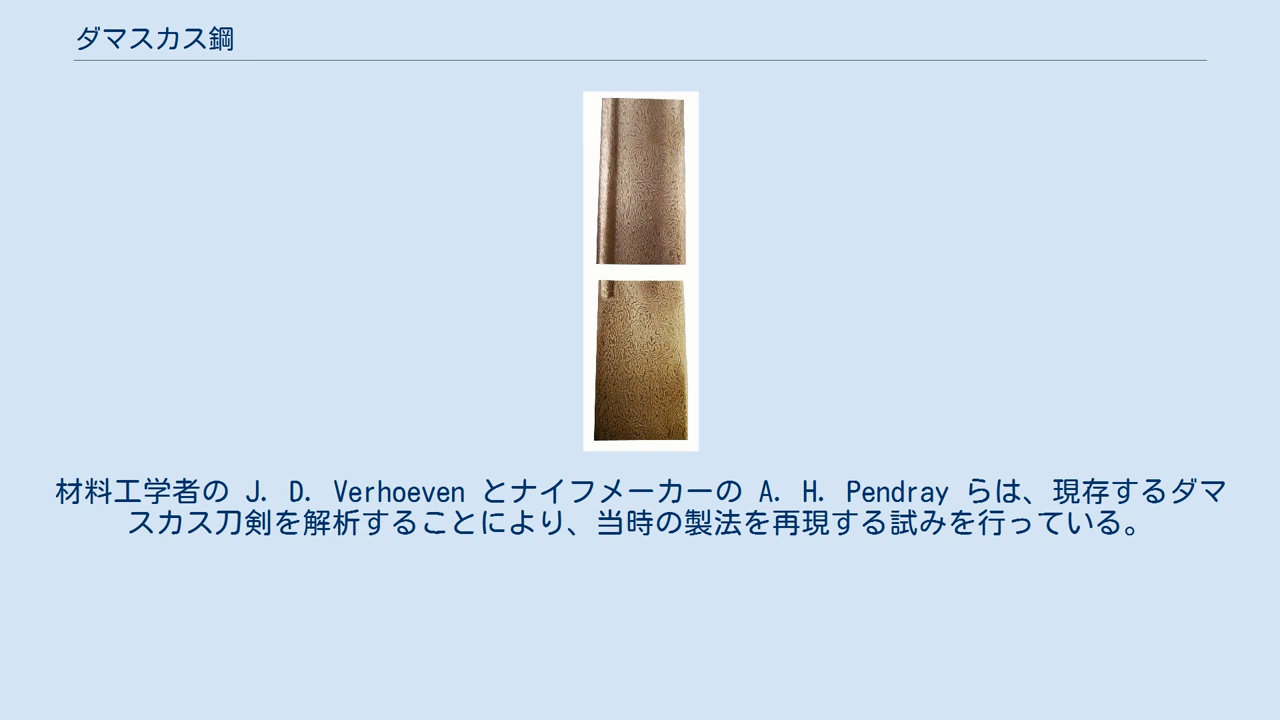 ダマスカス鋼
材料工学者の J. D. Verhoeven とナイフメーカーの A. H. Pendray らは、現存するダマ
スカス刀剣を解析することにより、当時の製法を再現する試みを行っている。